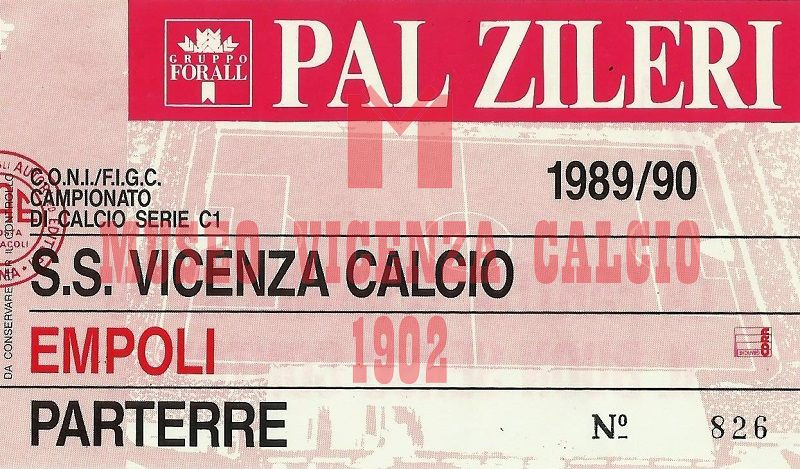 GRUPPO
FORALL
PAL ZILERI
C.O.N.I./F.I.G.C.
CAMPIONATO
DI CALCIO SERIE C1
1989/90
M
MUSEO VICENZA CALCIO
1902
S.S. VICENZA CALCIO
EMPOLI
PARTERRE
Nº 826
DA CONSERVARE PER IL CONTROLLO